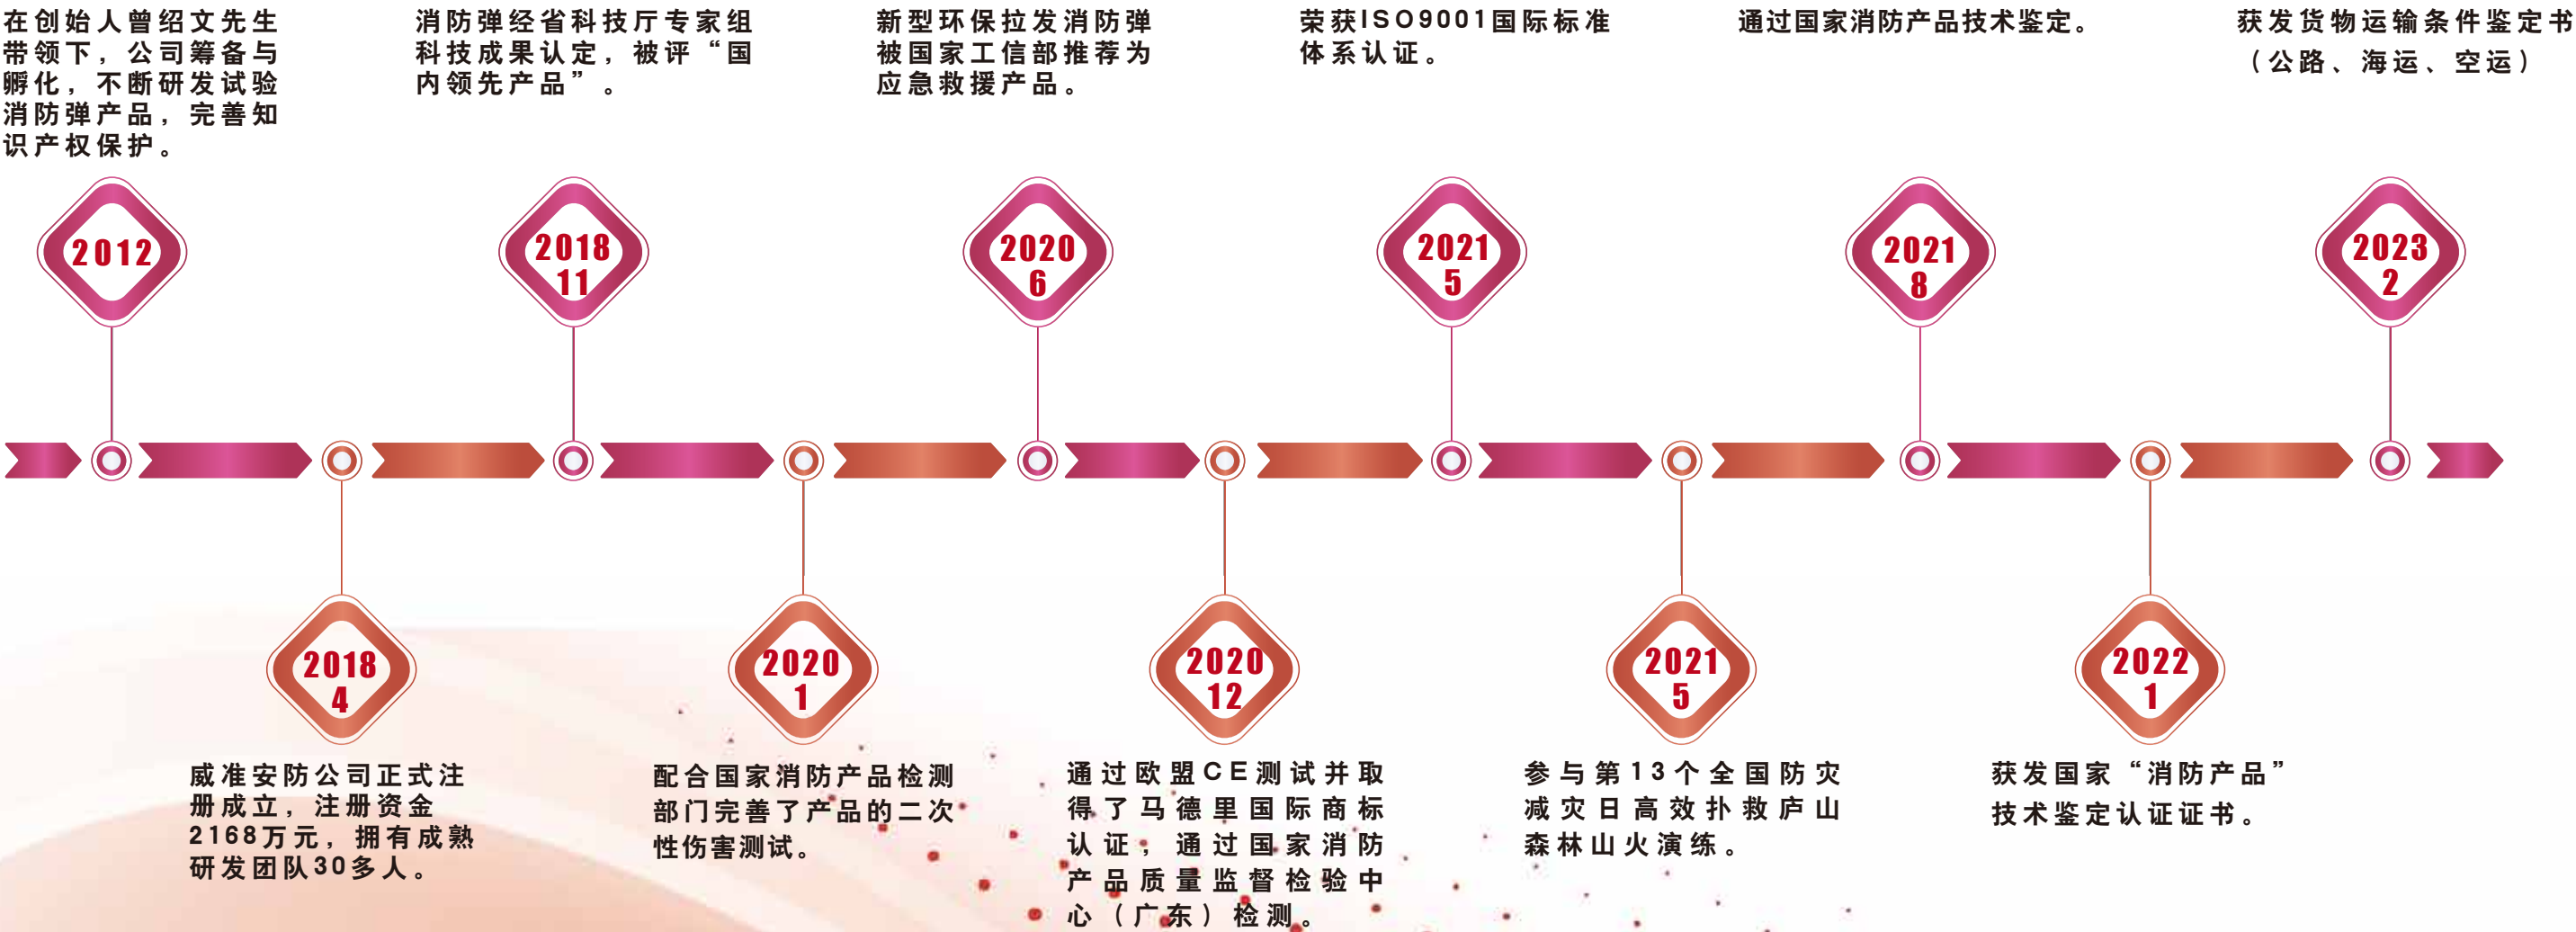 在创始人曾绍文先生
带领下，公司筹备与
孵化，不断研发试验
消防弹产品，完善知
识产权保护。
消防弹经省科技厅专家组
科技成果认定，被评“国
内领先产品”。
新型环保拉发消防弹
被国家工信部推荐为
应急救援产品。
荣获ISO9001国际标准
体系认证。
通过国家消防产品技术鉴定。
获发货物运输条件鉴定书
（公路、海运、空运）
2012
2018
11
2020
6
2021
5
2021
8
2023
2
2018
4
2020
1
2020
12
2021
5
2022
1
威准安防公司正式注
册成立，注册资金
2168万元，拥有成熟
研发团队30多人。
配合国家消防产品检测
部门完善了产品的二次
性伤害测试。
通过欧盟CE测试并取
得了马德里国际商标
认证，通过国家消防
产品质量监督检验中
心（广东）检测。
参与第13个全国防灾
减灾日高效扑救庐山
森林山火演练。
获发国家“消防产品”
技术鉴定认证证书。